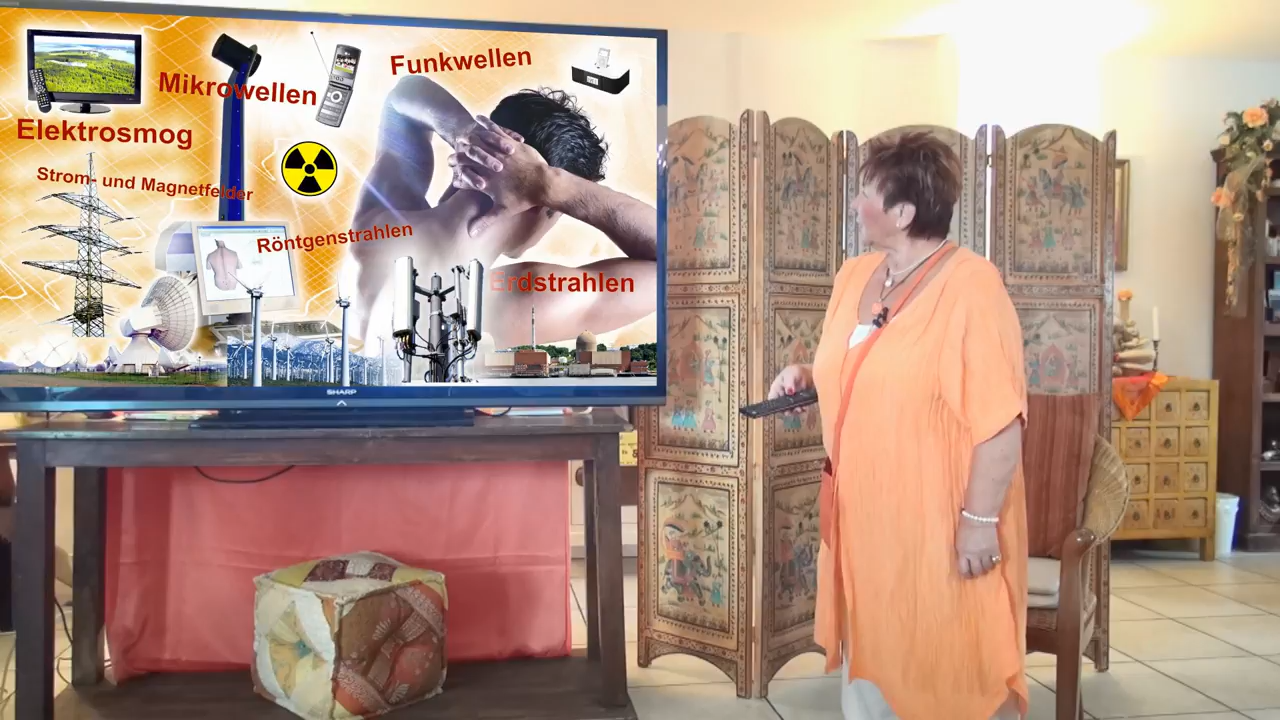 Mikrowellen
Funkwellen
Elektrosmog
Strom- und Magnetfelder
Röntgenstrahlen
Erdstrahlen
SHARP